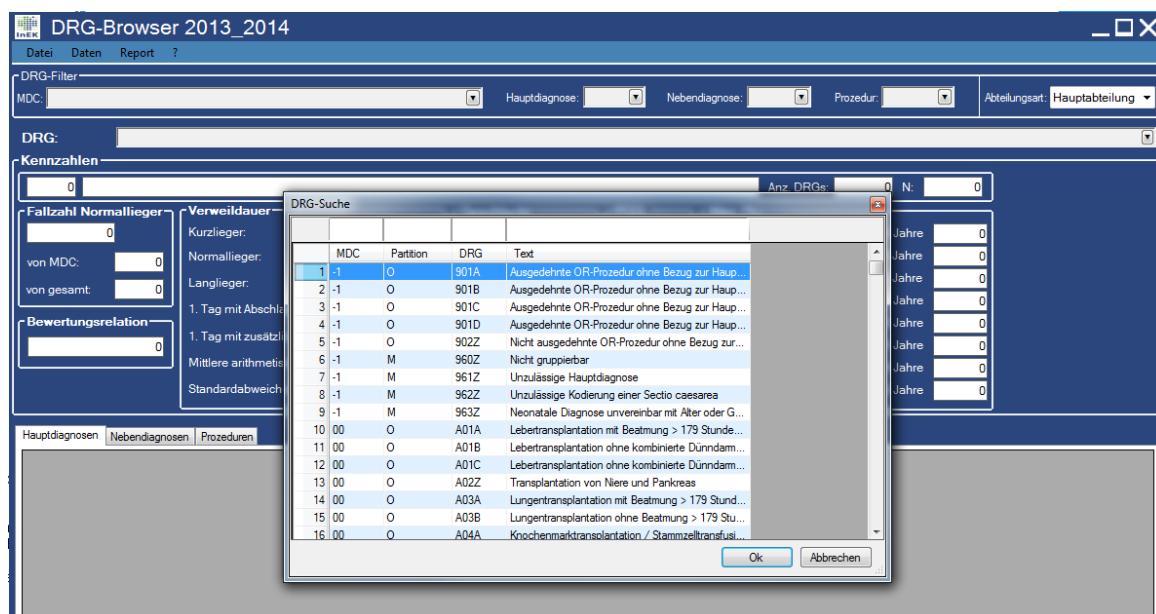 InEK DRG-Browser 2013_2014
Datei Daten Report ?
DRG-Filter
MDC: Hauptdiagnose: Nebendiagnose: Prozedur: Abteilungsart: Hauptabteilung
DRG:
Kennzahlen
0 Anz. DRGs: 0 N: 0
Fallzahl Normallieger
0
von MDC: 0
von gesamt: 0
Bewertungsrelation
0
Verweildauer
Kurzlieger:
Normallieger:
Langlieger:
1. Tag mit Abschla
1. Tag mit zusätzli
Mittlere arithmetis
Standardabweich
Jahre 0
Jahre 0
Jahre 0
Jahre 0
Jahre 0
Jahre 0
Jahre 0
Jahre 0
DRG-Suche
MDC Partition DRG Text
1 -1 O 901A Ausgedehnte OR-Prozedur ohne Bezug zur Haup...
2 -1 O 901B Ausgedehnte OR-Prozedur ohne Bezug zur Haup...
3 -1 O 901C Ausgedehnte OR-Prozedur ohne Bezug zur Haup...
4 -1 O 901D Ausgedehnte OR-Prozedur ohne Bezug zur Haup...
5 -1 O 902Z Nicht ausgedehnte OR-Prozedur ohne Bezug zur...
6 -1 M 960Z Nicht gruppierbar
7 -1 M 961Z Unzulässige Hauptdiagnose
8 -1 M 962Z Unzulässige Kodierung einer Sectio caesarea
9 -1 M 963Z Neonatale Diagnose unvereinbar mit Alter oder G...
10 00 O A01A Lebertransplantation mit Beatmung > 179 Stunde...
11 00 O A01B Lebertransplantation ohne kombinierte Dünndarm...
12 00 O A01C Lebertransplantation ohne kombinierte Dünndarm...
13 00 O A02Z Transplantation von Niere und Pankreas
14 00 O A03A Lungentransplantation mit Beatmung > 179 Stund...
15 00 O A03B Lungentransplantation ohne Beatmung > 179 Stu...
16 00 O A04A Knochenmarktransplantation / Stammzelltransfusi...
Ok Abbrechen
Hauptdiagnosen Nebendiagnosen Prozeduren